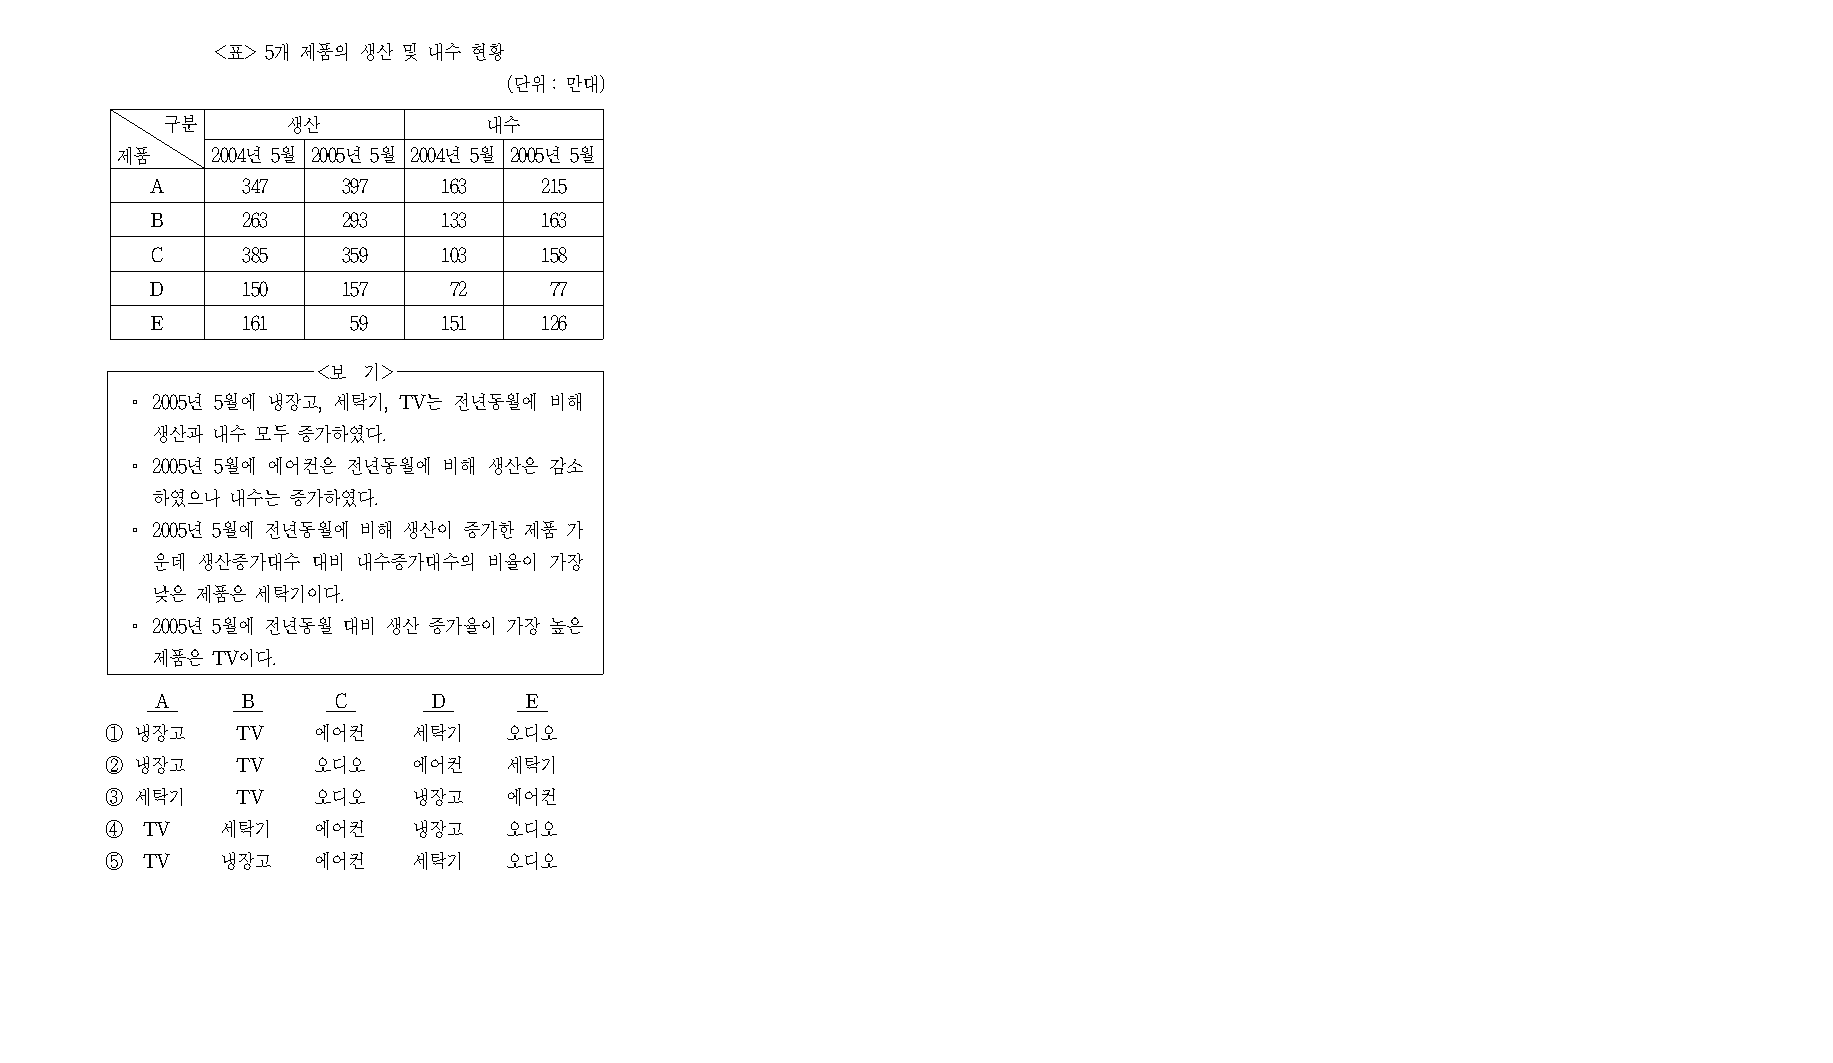 <표> 5개 제품의 생산 및 내수 현황
(단위 : 만대)
구분 생산 내수
제품 2004년 5월 2005년 5월 2004년 5월 2005년 5월
A 347 397 163 215
B 263 293 133 163
C 385 359 103 158
D 150 157 72 77
E 161 59 151 126
<보 기>
▫ 2005년 5월에 냉장고, 세탁기, TV는 전년동월에 비해
생산과 내수 모두 증가하였다.
▫ 2005년 5월에 에어컨은 전년동월에 비해 생산은 감소
하였으나 내수는 증가하였다.
▫ 2005년 5월에 전년동월에 비해 생산이 증가한 제품 가
운데 생산증가대수 대비 내수증가대수의 비율이 가장
낮은 제품은 세탁기이다.
▫ 2005년 5월에 전년동월 대비 생산 증가율이 가장 높은
제품은 TV이다.
A B C D E
① 냉장고 TV 에어컨 세탁기 오디오
② 냉장고 TV 오디오 에어컨 세탁기
③ 세탁기 TV 오디오 냉장고 에어컨
④ TV 세탁기 에어컨 냉장고 오디오
⑤ TV 냉장고 에어컨 세탁기 오디오